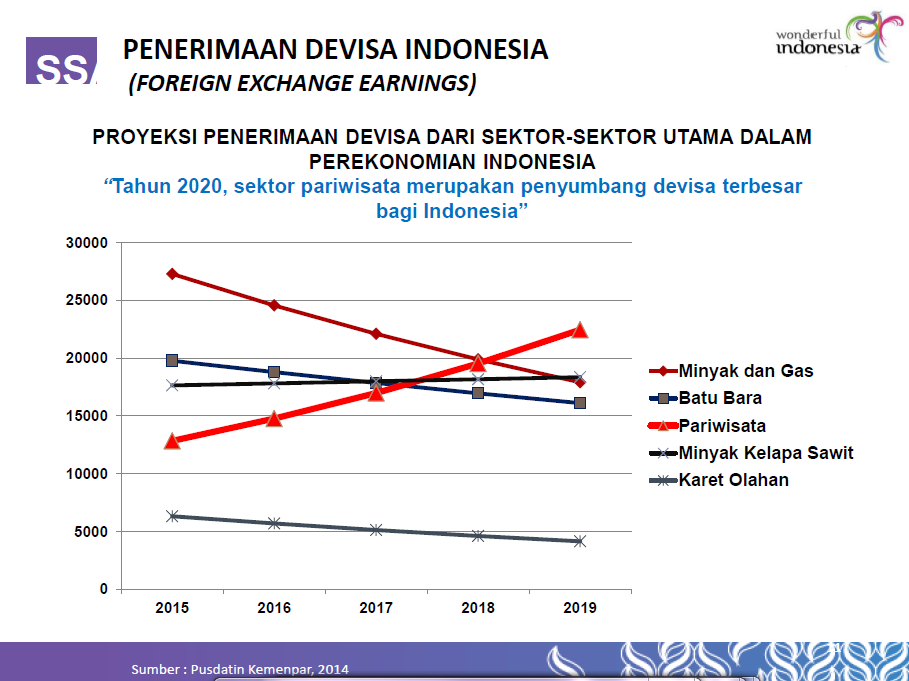 SSA
PENERIMAAN DEVISA INDONESIA
(FOREIGN EXCHANGE EARNINGS)
wonderful
indonesia
PROYEKSI PENERIMAAN DEVISA DARI SEKTOR-SEKTOR UTAMA DALAM
PEREKONOMIAN INDONESIA
“Tahun 2020, sektor pariwisata merupakan penyumbang devisa terbesar
bagi Indonesia”
30000
25000
20000
15000
10000
5000
0
2015 2016 2017 2018 2019
Minyak dan Gas
Batu Bara
Pariwisata
Minyak Kelapa Sawit
Karet Olahan
Sumber : Pusdatin Kemenpar, 2014